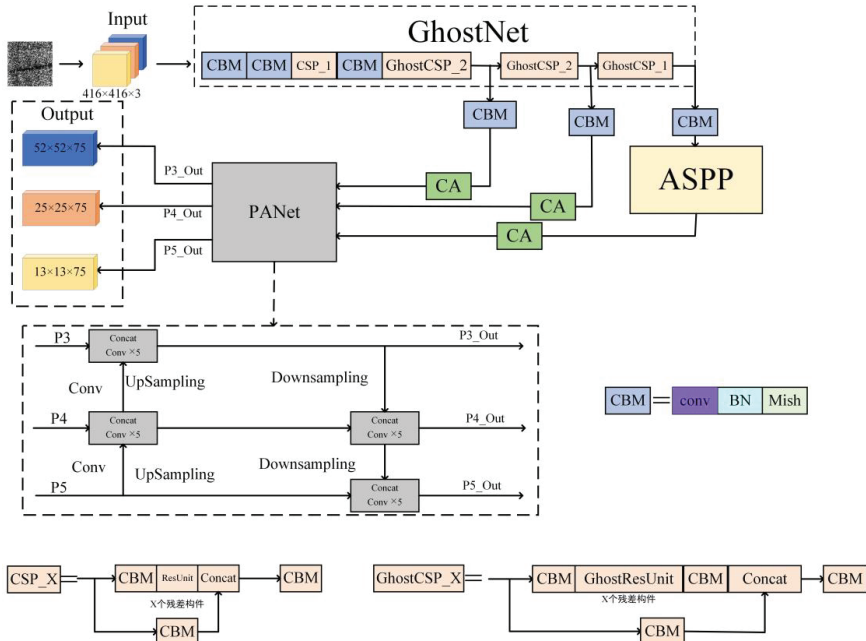 Input
GhostNet
CBM CBM CSP_1 CBM GhostCSP_2 GhostCSP_2 GhostCSP_1
416×416×3
Output
CBM CBM CBM
52×52×75
P3_Out
CA
ASPP
25×25×75
P4_Out
PANet
CA
CA
P5_Out
13×13×75
P3
Concat
Conv ×5
P3_Out
Conv
UpSampling
Downsampling
P4
Concat
Conv ×5
Concat
Conv ×5
P4_Out
Conv
UpSampling
Downsampling
P5
Concat
Conv ×5
P5_Out
CBM = conv BN Mish
CSP_X = CBM ResUnit Concat CBM
X个残差构件
CBM
GhostCSP_X = CBM GhostResUnit CBM Concat CBM
X个残差构件
CBM